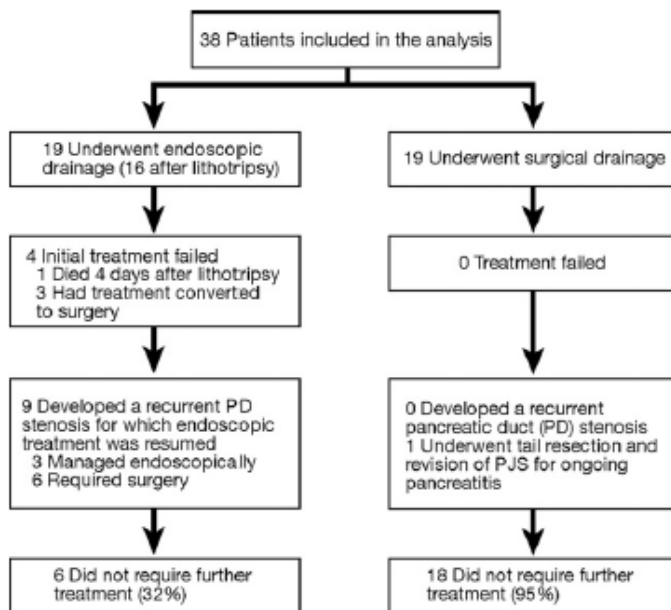 38 Patients included in the analysis
19 Underwent endoscopic
drainage (16 after lithotripsy)
19 Underwent surgical drainage
4 Initial treatment failed
1 Died 4 days after lithotripsy
3 Had treatment converted
to surgery
0 Treatment failed
9 Developed a recurrent PD
stenosis for which endoscopic
treatment was resumed
3 Managed endoscopically
6 Required surgery
0 Developed a recurrent
pancreatic duct (PD) stenosis
1 Underwent tail resection and
revision of PJS for ongoing
pancreatitis
6 Did not require further
treatment (32%)
18 Did not require further
treatment (95%)